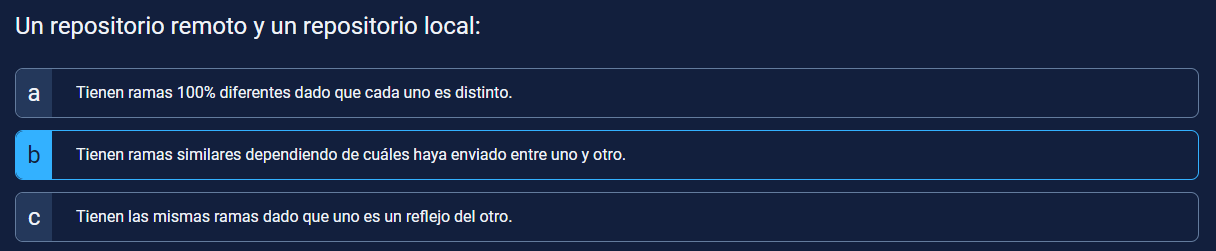 Un repositorio remoto y un repositorio local:
a Tienen ramas 100% diferentes dado que cada uno es distinto.
b Tienen ramas similares dependiendo de cuáles haya enviado entre uno y otro.
c Tienen las mismas ramas dado que uno es un reflejo del otro.